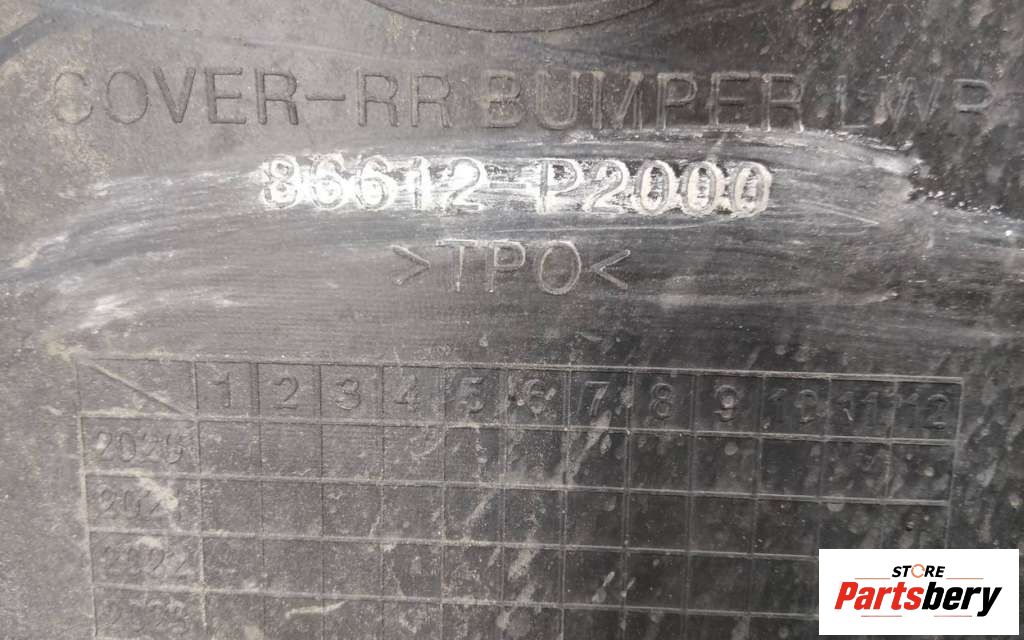 COVER-RR BUMPER LWR
86612-P2000
>TPO<
1 2 3 4 5 6 7 8 9 10 11 12
2020
2021
2022
STORE
Partsbery